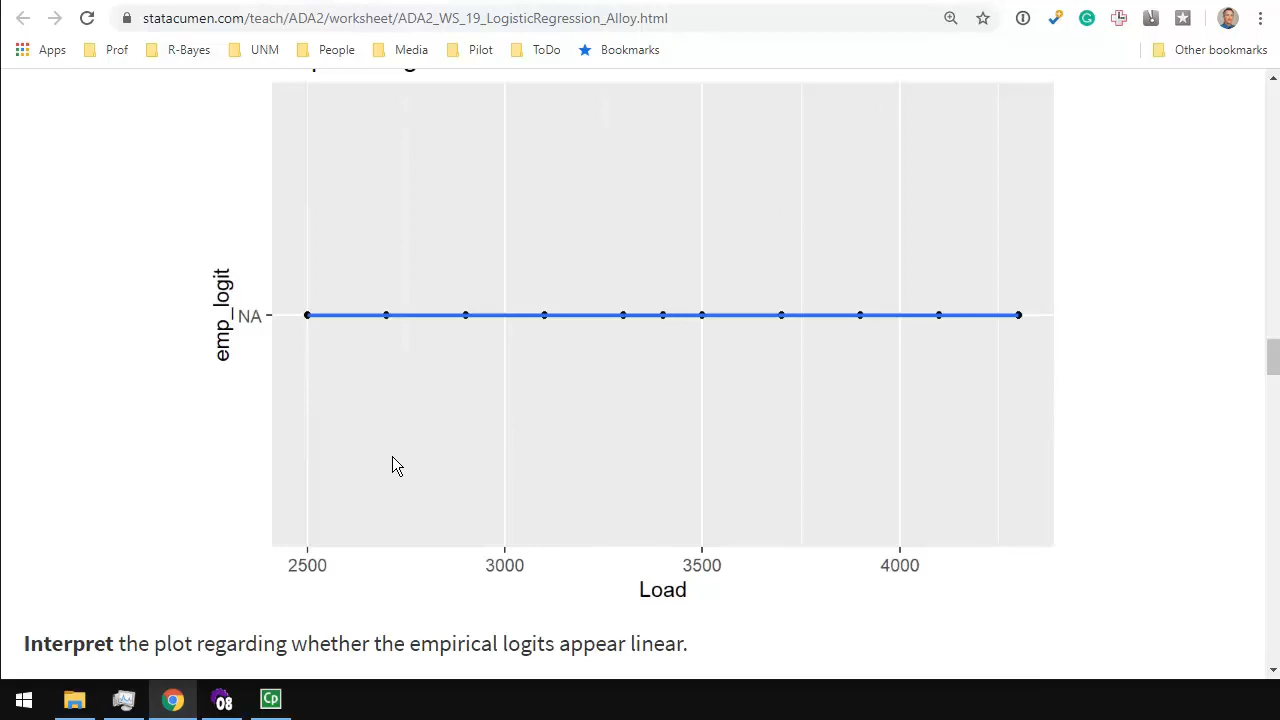 statacumen.com/teach/ADA2/worksheet/ADA2_WS_19_LogisticRegression_Alloy.html
Apps Prof R-Bayes UNM People Media Pilot ToDo Bookmarks Other bookmarks
emp_logit
NA
2500 3000 3500 4000
Load
Interpret the plot regarding whether the empirical logits appear linear.
08
Cp